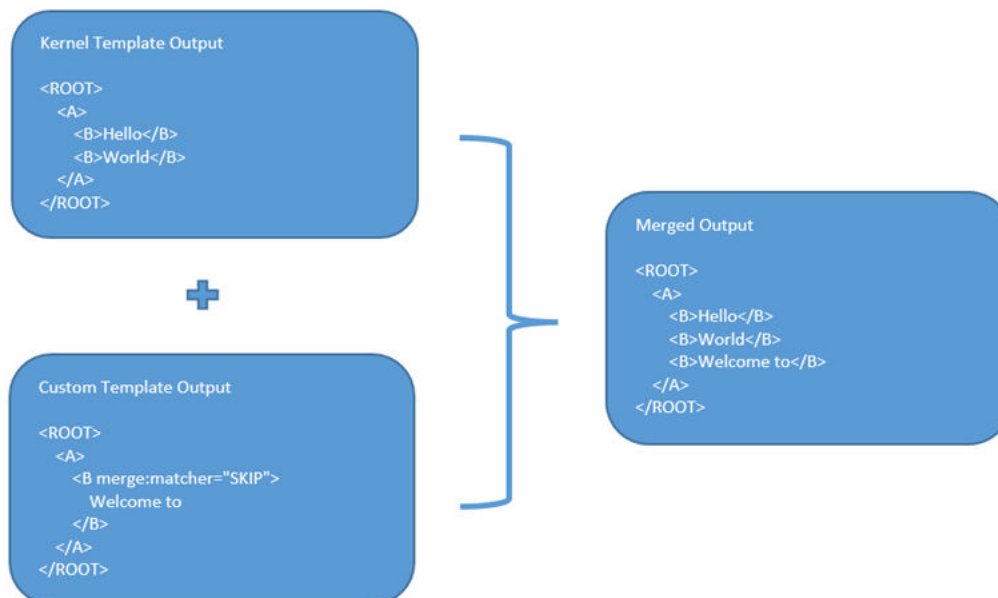 Kernel Template Output
<ROOT>
<A>
<B>Hello</B>
<B>World</B>
</A>
</ROOT>
Custom Template Output
<ROOT>
<A>
<B merge:matcher="SKIP">
Welcome to
</B>
</A>
</ROOT>
Merged Output
<ROOT>
<A>
<B>Hello</B>
<B>World</B>
<B>Welcome to</B>
</A>
</ROOT>